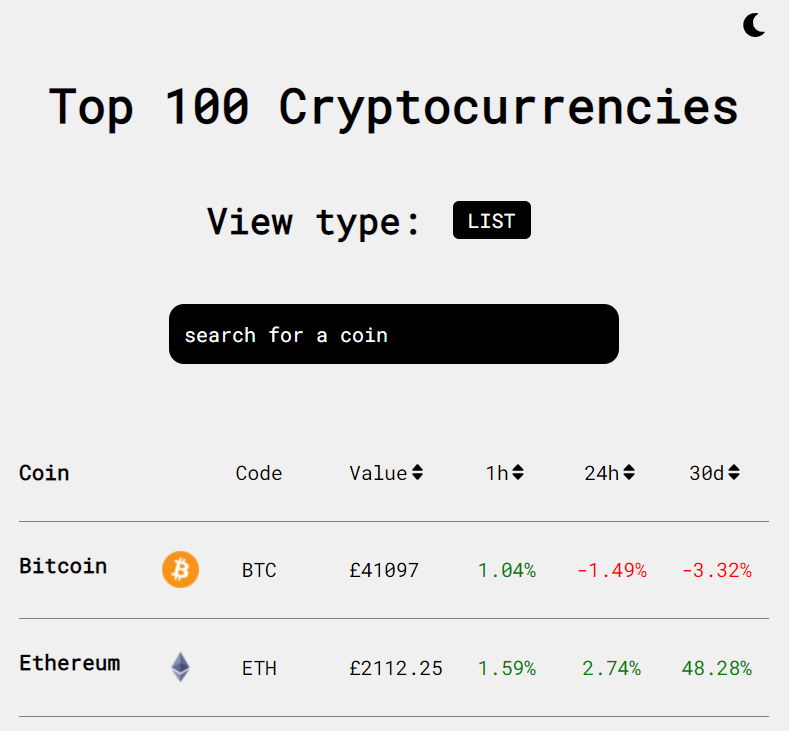 Top 100 Cryptocurrencies
View type: LIST
search for a coin
Coin Code Value 1h 24h 30d
Bitcoin BTC £41097 1.04% -1.49% -3.32%
Ethereum ETH £2112.25 1.59% 2.74% 48.28%